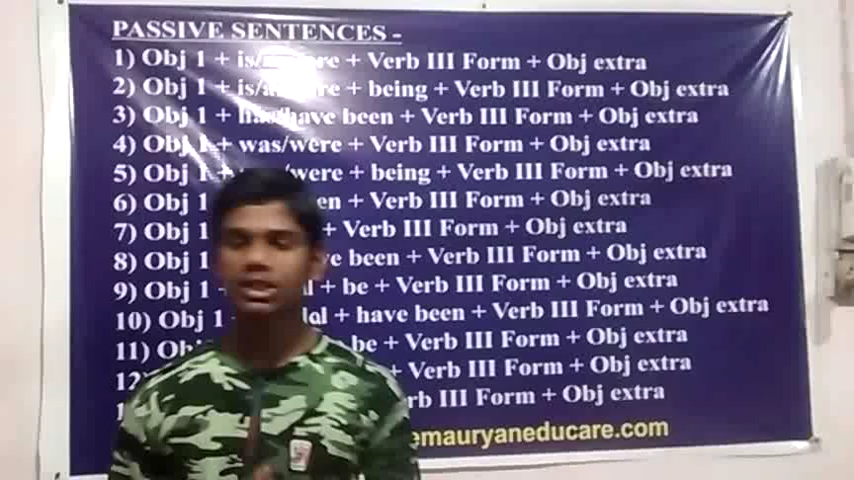 PASSIVE SENTENCES -
1) Obj 1 + is/ + Verb III Form + Obj extra
2) Obj 1 + is/ + being + Verb III Form + Obj extra
3) Obj 1 + has/have been + Verb III Form + Obj extra
4) Obj 1 + was/were + Verb III Form + Obj extra
5) Obj 1 + /were + being + Verb III Form + Obj extra
6) Obj 1 en + Verb III Form + Obj extra
7) Obj 1 + Verb III Form + Obj extra
8) Obj 1 ve been + Verb III Form + Obj extra
9) Obj 1 + be + Verb III Form + Obj extra
10) Obj 1 dal + have been + Verb III Form + Obj extra
11) Ob be + Verb III Form + Obj extra
12) + Verb III Form + Obj extra
rb III Form + Obj extra
emauryaneducare.com